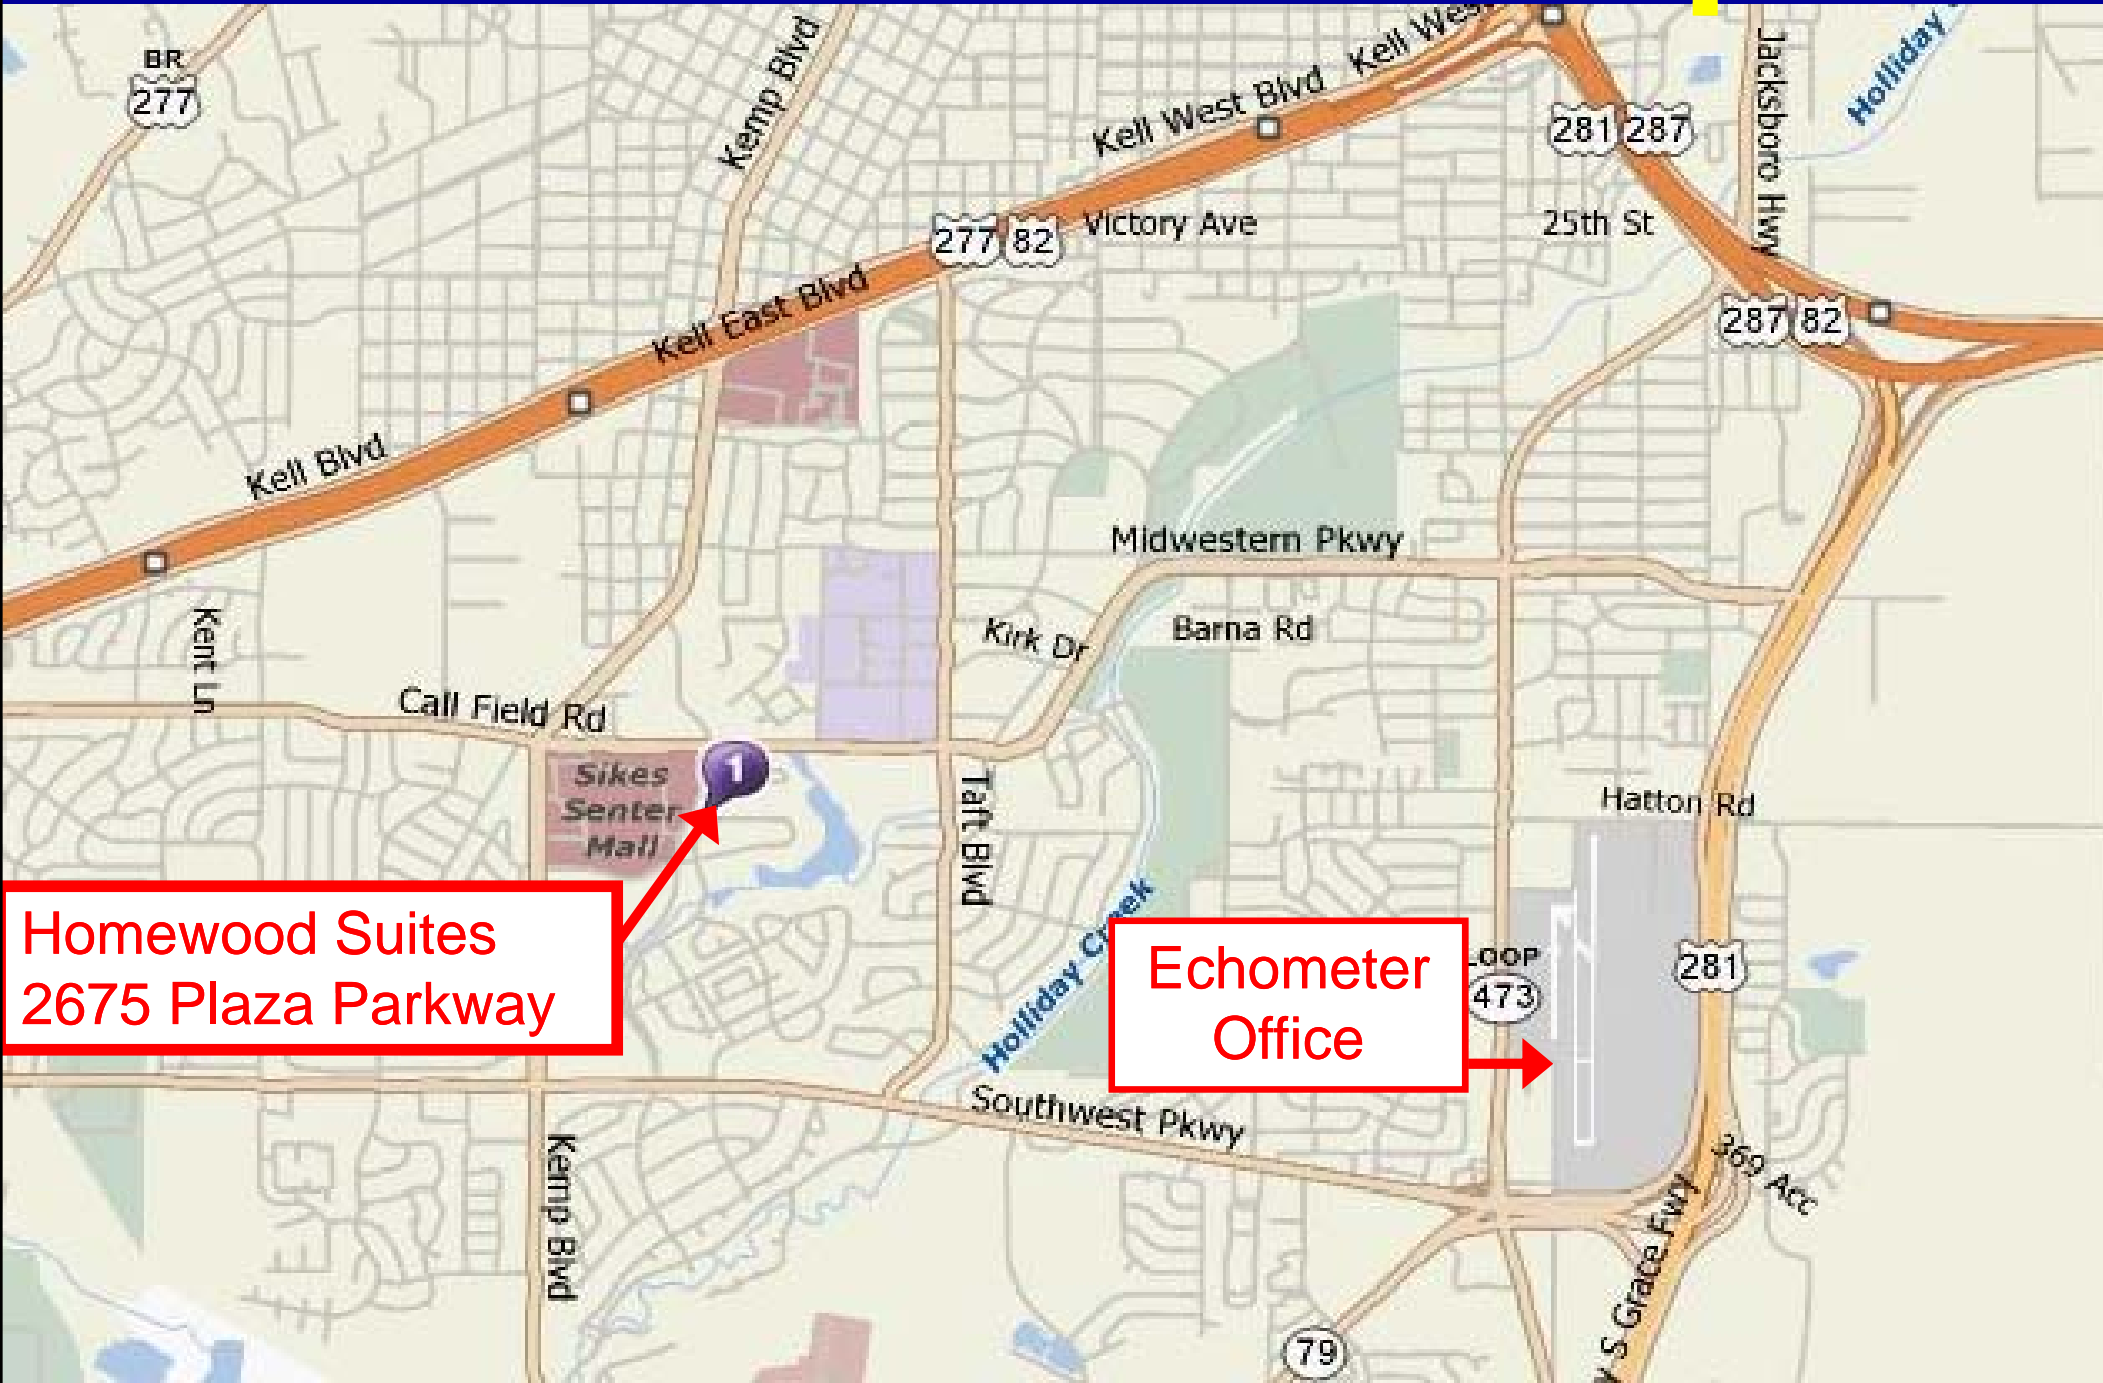 BR
277
Kemp Blvd
Kell West Blvd
Kell West
281
287
Jacksboro Hwy
Holliday
277
82
Victory Ave
25th St
Kell East Blvd
287
82
Kell Blvd
Midwestern Pkwy
Kent Ln
Kirk Dr
Barna Rd
Call Field Rd
1
Sikes
Senter
Mall
Taft Blvd
Hatton Rd
Homewood Suites
2675 Plaza Parkway
Holliday Creek
Echometer
Office
LOOP
473
281
Southwest Pkwy
Kemp Blvd
369 Acc
S Grace Fwy
79